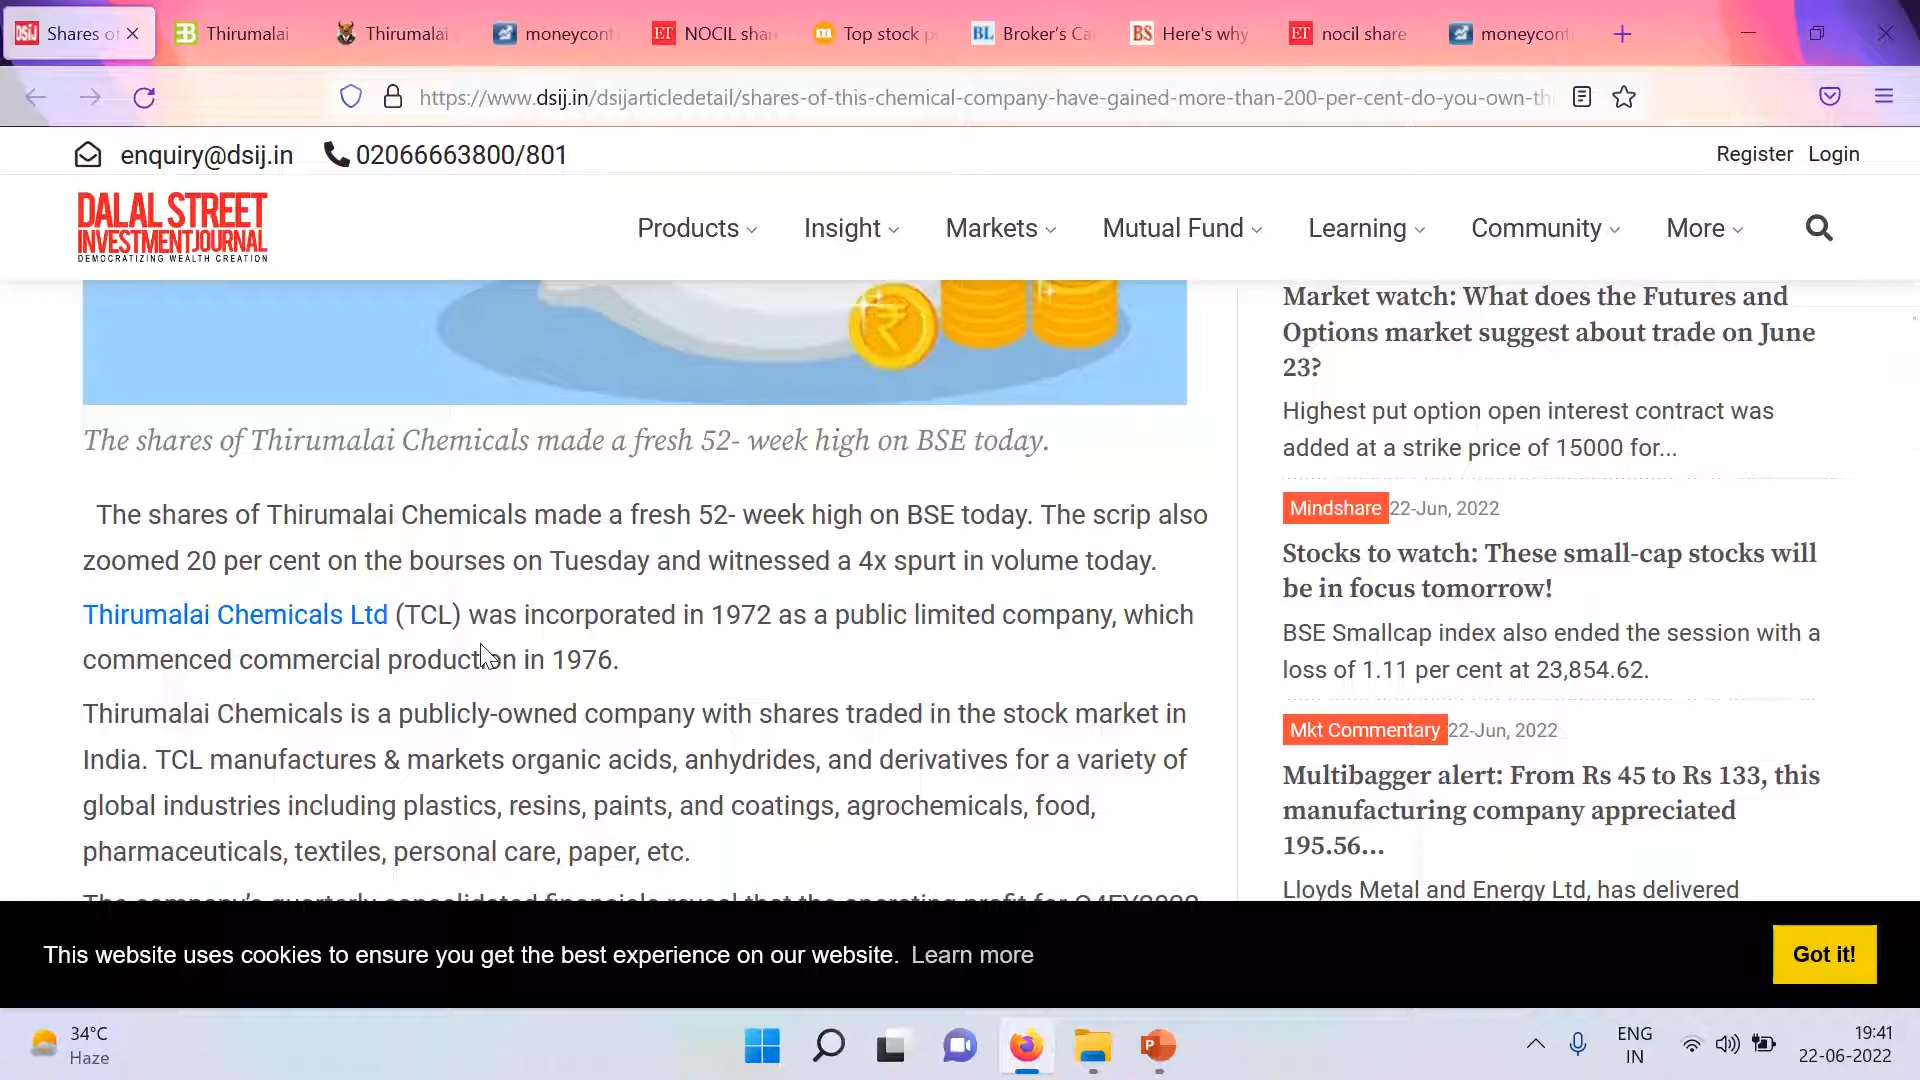 Shares of
Thirumalai
Thirumalai
moneycont
NOCIL shar
Top stock p
Broker's Ca
Here's why
nocil share
moneycont
https://www.dsij.in/dsijarticledetail/shares-of-this-chemical-company-have-gained-more-than-200-per-cent-do-you-own-th
enquiry@dsij.in 02066663800/801
Register Login
DALAL STREET
INVESTMENT JOURNAL
DEMOCRATIZING WEALTH CREATION
Products Insight Markets Mutual Fund Learning Community More
The shares of Thirumalai Chemicals made a fresh 52- week high on BSE today.
The shares of Thirumalai Chemicals made a fresh 52- week high on BSE today. The scrip also
zoomed 20 per cent on the bourses on Tuesday and witnessed a 4x spurt in volume today.
Thirumalai Chemicals Ltd (TCL) was incorporated in 1972 as a public limited company, which
commenced commercial production in 1976.
Thirumalai Chemicals is a publicly-owned company with shares traded in the stock market in
India. TCL manufactures & markets organic acids, anhydrides, and derivatives for a variety of
global industries including plastics, resins, paints, and coatings, agrochemicals, food,
pharmaceuticals, textiles, personal care, paper, etc.
Market watch: What does the Futures and
Options market suggest about trade on June
23?
Highest put option open interest contract was
added at a strike price of 15000 for...
Mindshare 22-Jun, 2022
Stocks to watch: These small-cap stocks will
be in focus tomorrow!
BSE Smallcap index also ended the session with a
loss of 1.11 per cent at 23,854.62.
Mkt Commentary 22-Jun, 2022
Multibagger alert: From Rs 45 to Rs 133, this
manufacturing company appreciated
195.56...
Lloyds Metal and Energy Ltd, has delivered
This website uses cookies to ensure you get the best experience on our website. Learn more
Got it!
34°C
Haze
ENG
IN
19:41
22-06-2022